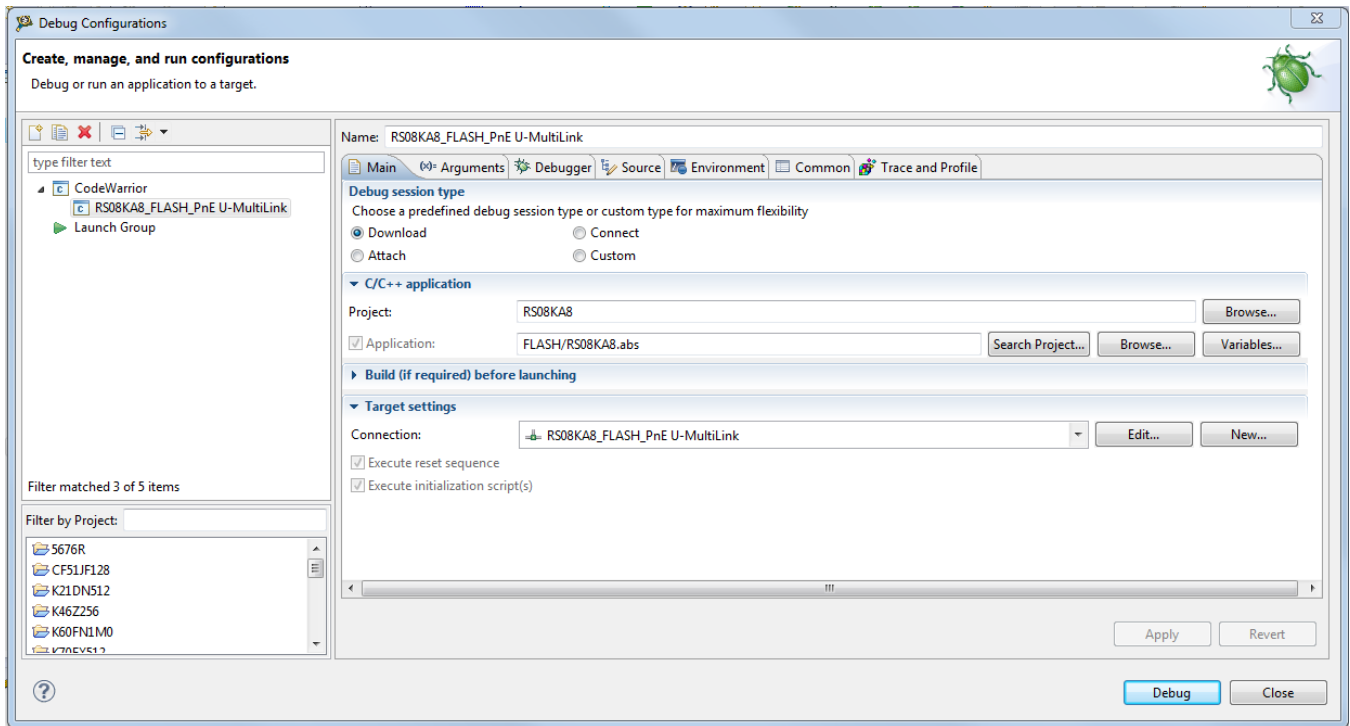 Debug Configurations
Create, manage, and run configurations
Debug or run an application to a target.
type filter text
CodeWarrior
RS08KA8_FLASH_PnE U-MultiLink
Launch Group
Filter matched 3 of 5 items
Filter by Project:
5676R
CF51JF128
K21DN512
K46Z256
K60FN1M0
K70FX512
Name: RS08KA8_FLASH_PnE U-MultiLink
Main (x)= Arguments Debugger Source Environment Common Trace and Profile
Debug session type
Choose a predefined debug session type or custom type for maximum flexibility
Download Connect
Attach Custom
C/C++ application
Project: RS08KA8 Browse...
Application: FLASH/RS08KA8.abs Search Project... Browse... Variables...
Build (if required) before launching
Target settings
Connection: RS08KA8_FLASH_PnE U-MultiLink Edit... New...
Execute reset sequence
Execute initialization script(s)
Apply Revert
Debug Close